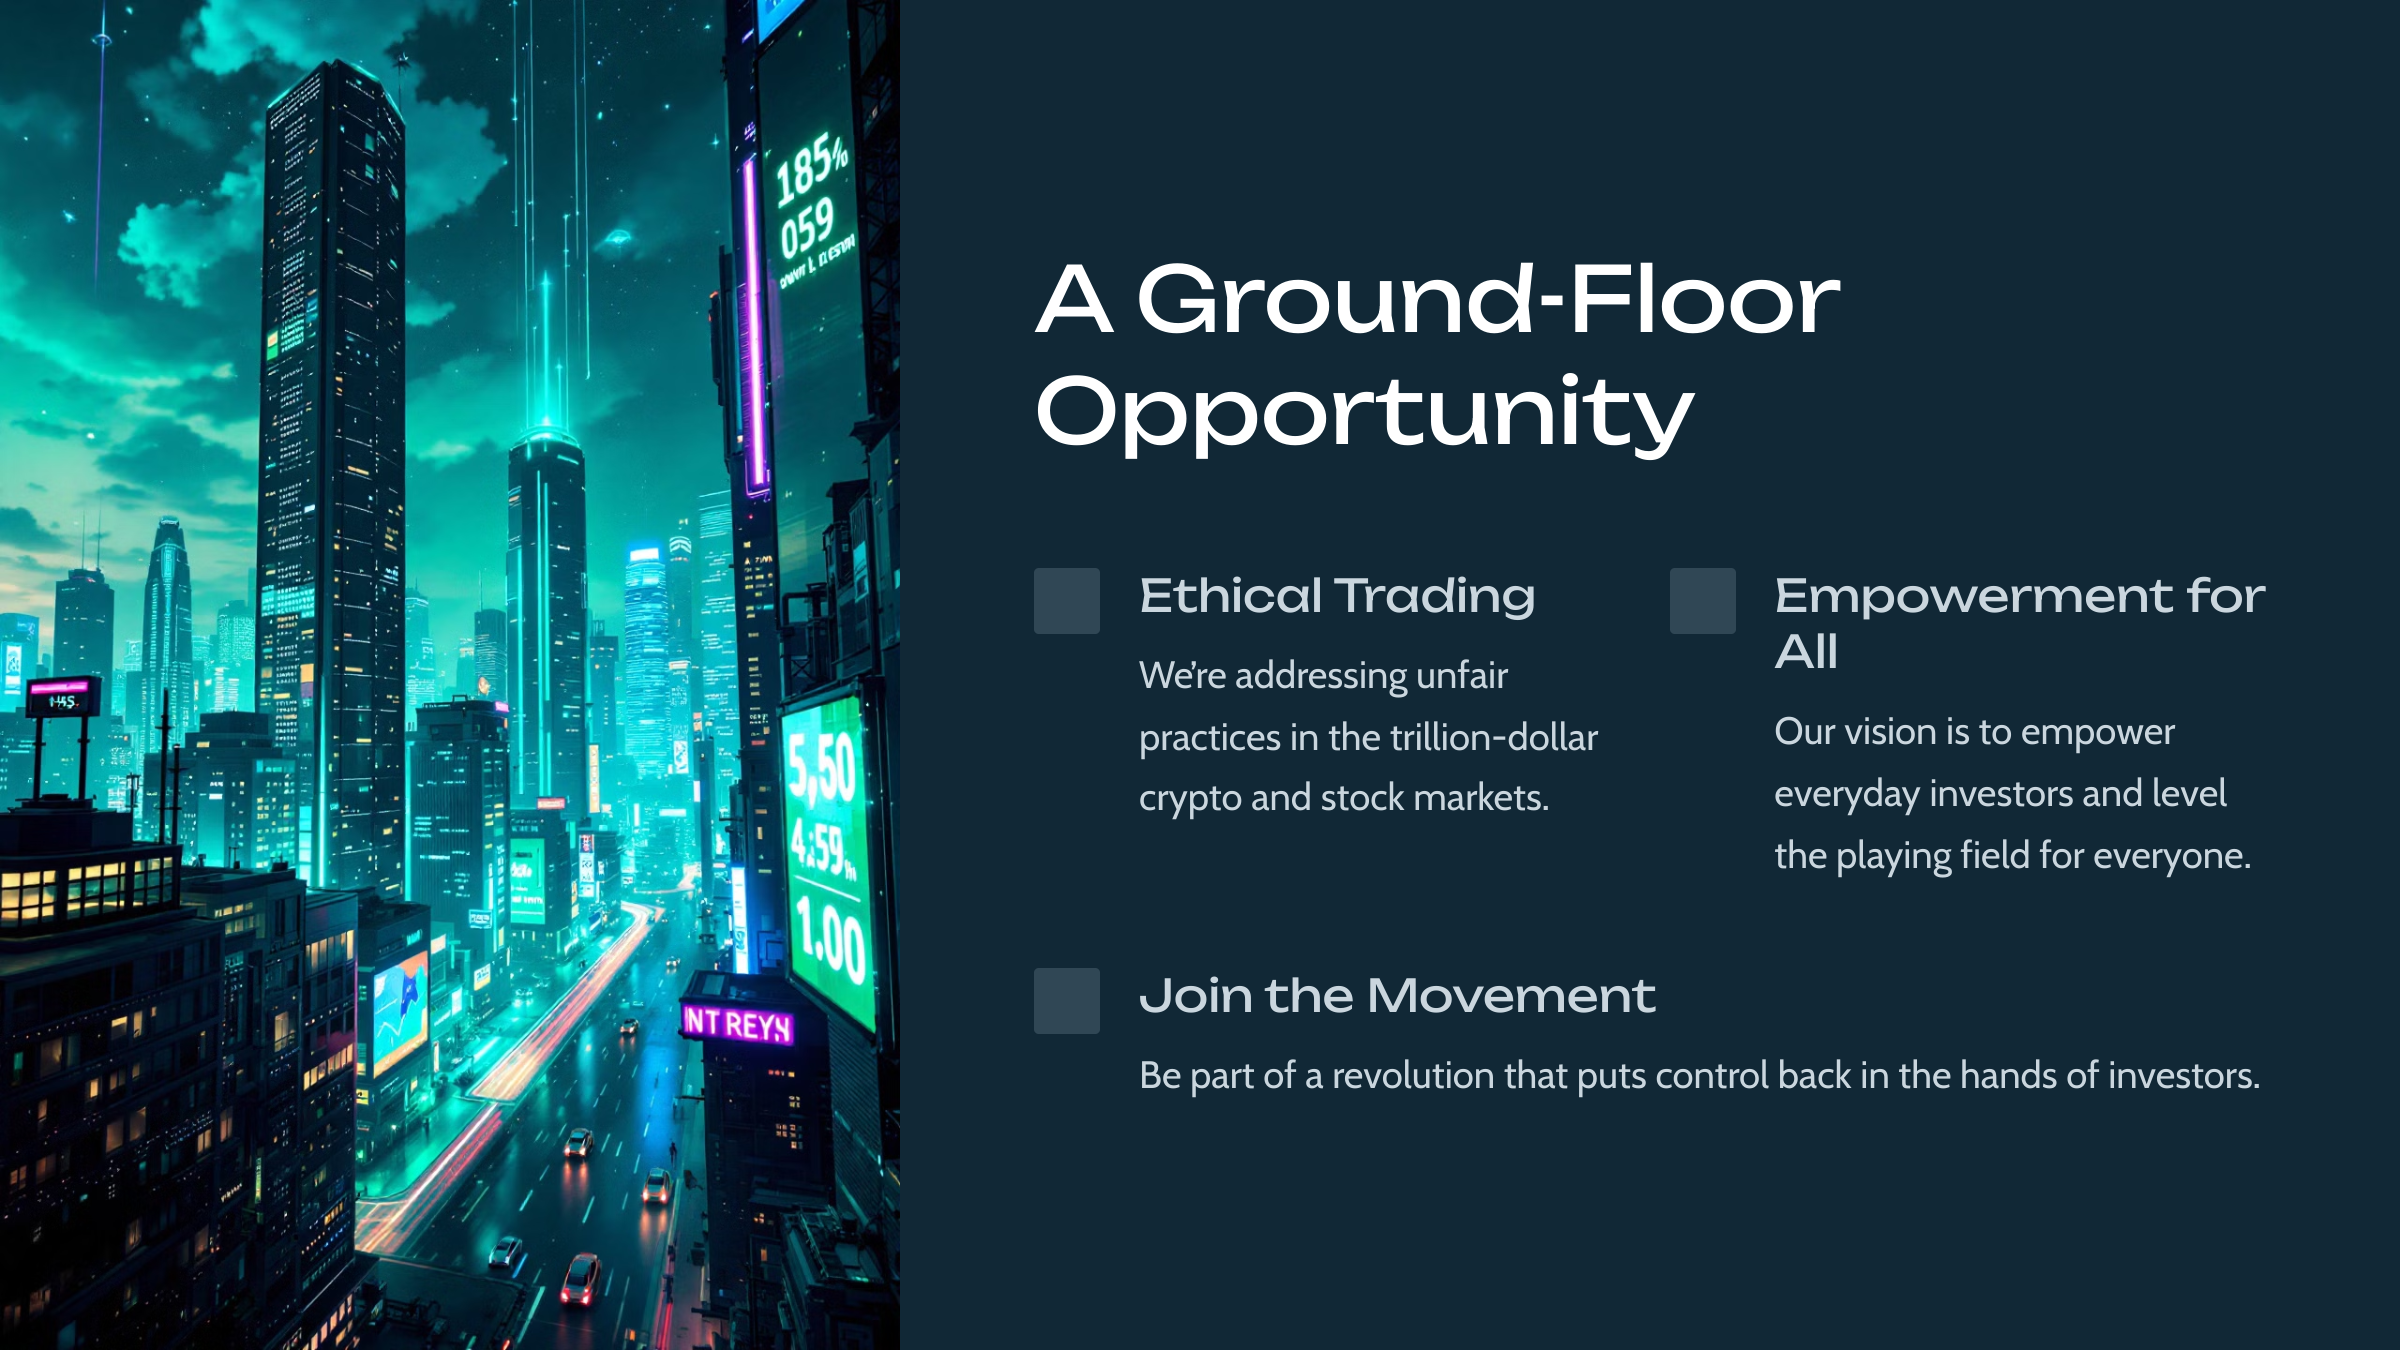 185%
059
5,50
4:59
1.00
NT REYN
A Ground-Floor
Opportunity
Ethical Trading
We're addressing unfair
practices in the trillion-dollar
crypto and stock markets.
Empowerment for
All
Our vision is to empower
everyday investors and level
the playing field for everyone.
Join the Movement
Be part of a revolution that puts control back in the hands of investors.